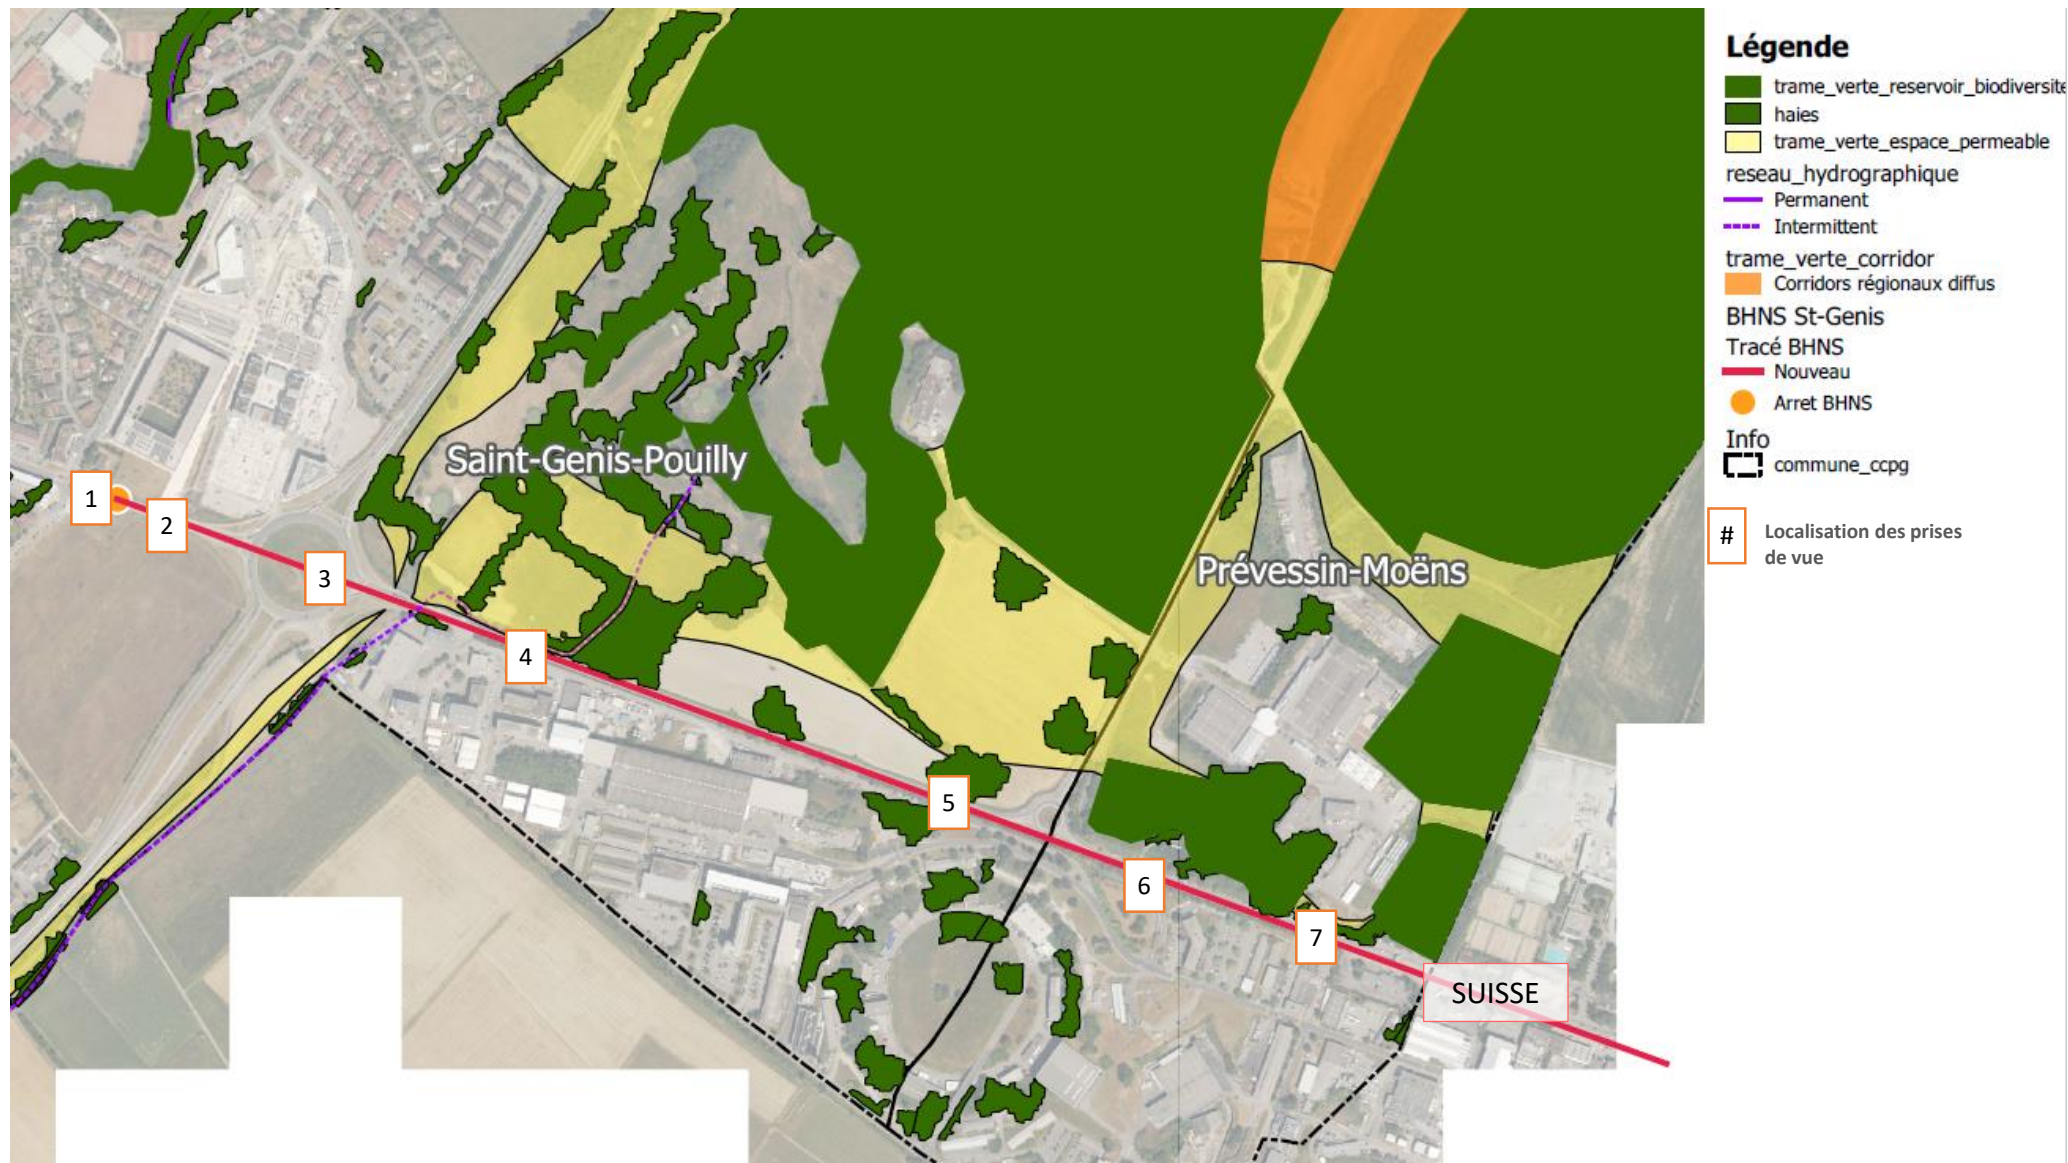 Légende
trame_verte_reservoir_biodiversite
haies
trame_verte_espace_permeable
reseau_hydrographique
Permanent
Intermittent
trame_verte_corridor
Corridors régionaux diffus
BHNS St-Genis
Tracé BHNS
Nouveau
Arret BHNS
Info
commune_ccpg
# Localisation des prises
de vue
Saint-Genis-Pouilly
Prévessin-Moëns
1
2
3
4
5
6
7
SUISSE